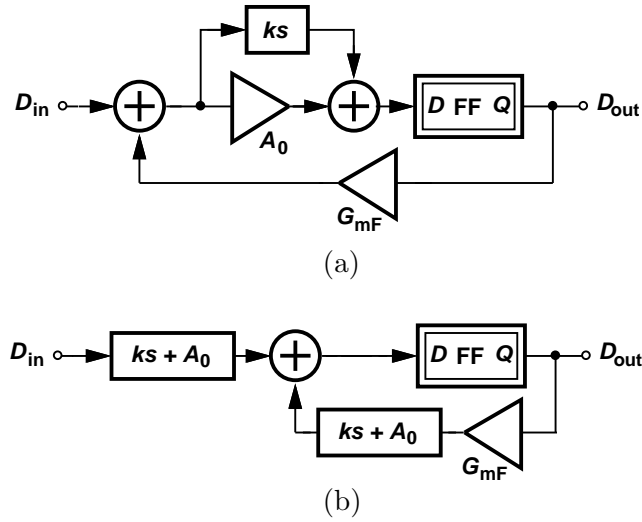 ks
D_in
D FF Q
D_out
A_0
G_mF
(a)
D_in
ks + A_0
D FF Q
D_out
ks + A_0
G_mF
(b)